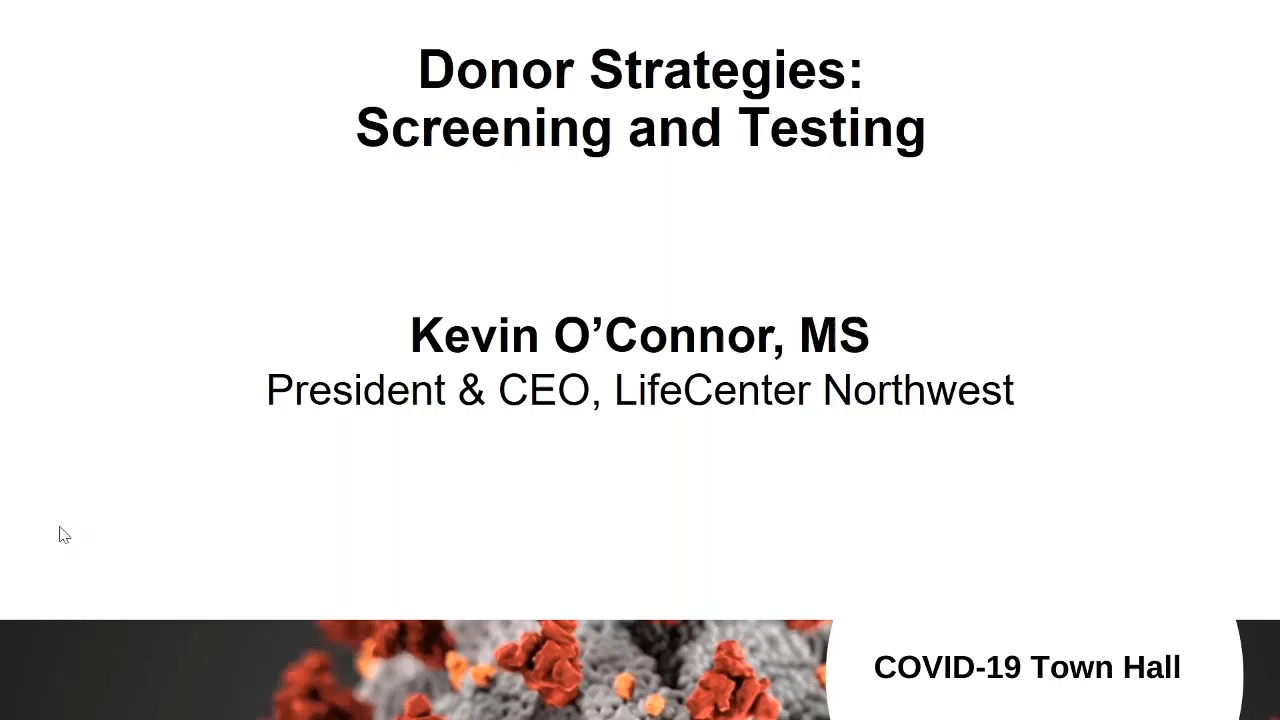 Donor Strategies:
Screening and Testing
Kevin O’Connor, MS
President & CEO, LifeCenter Northwest
COVID-19 Town Hall